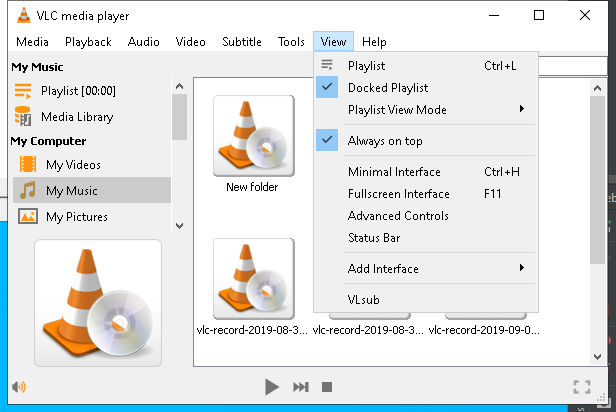 VLC media player
Media Playback Audio Video Subtitle Tools View Help
My Music
Playlist [00:00]
Media Library
My Computer
My Videos
My Music
My Pictures
Playlist Ctrl+L
Docked Playlist
Playlist View Mode
Always on top
Minimal Interface Ctrl+H
Fullscreen Interface F11
Advanced Controls
Status Bar
Add Interface
VLsub
New folder
vlc-record-2019-08-3... vlc-record-2019-08-3... vlc-record-2019-09-0...